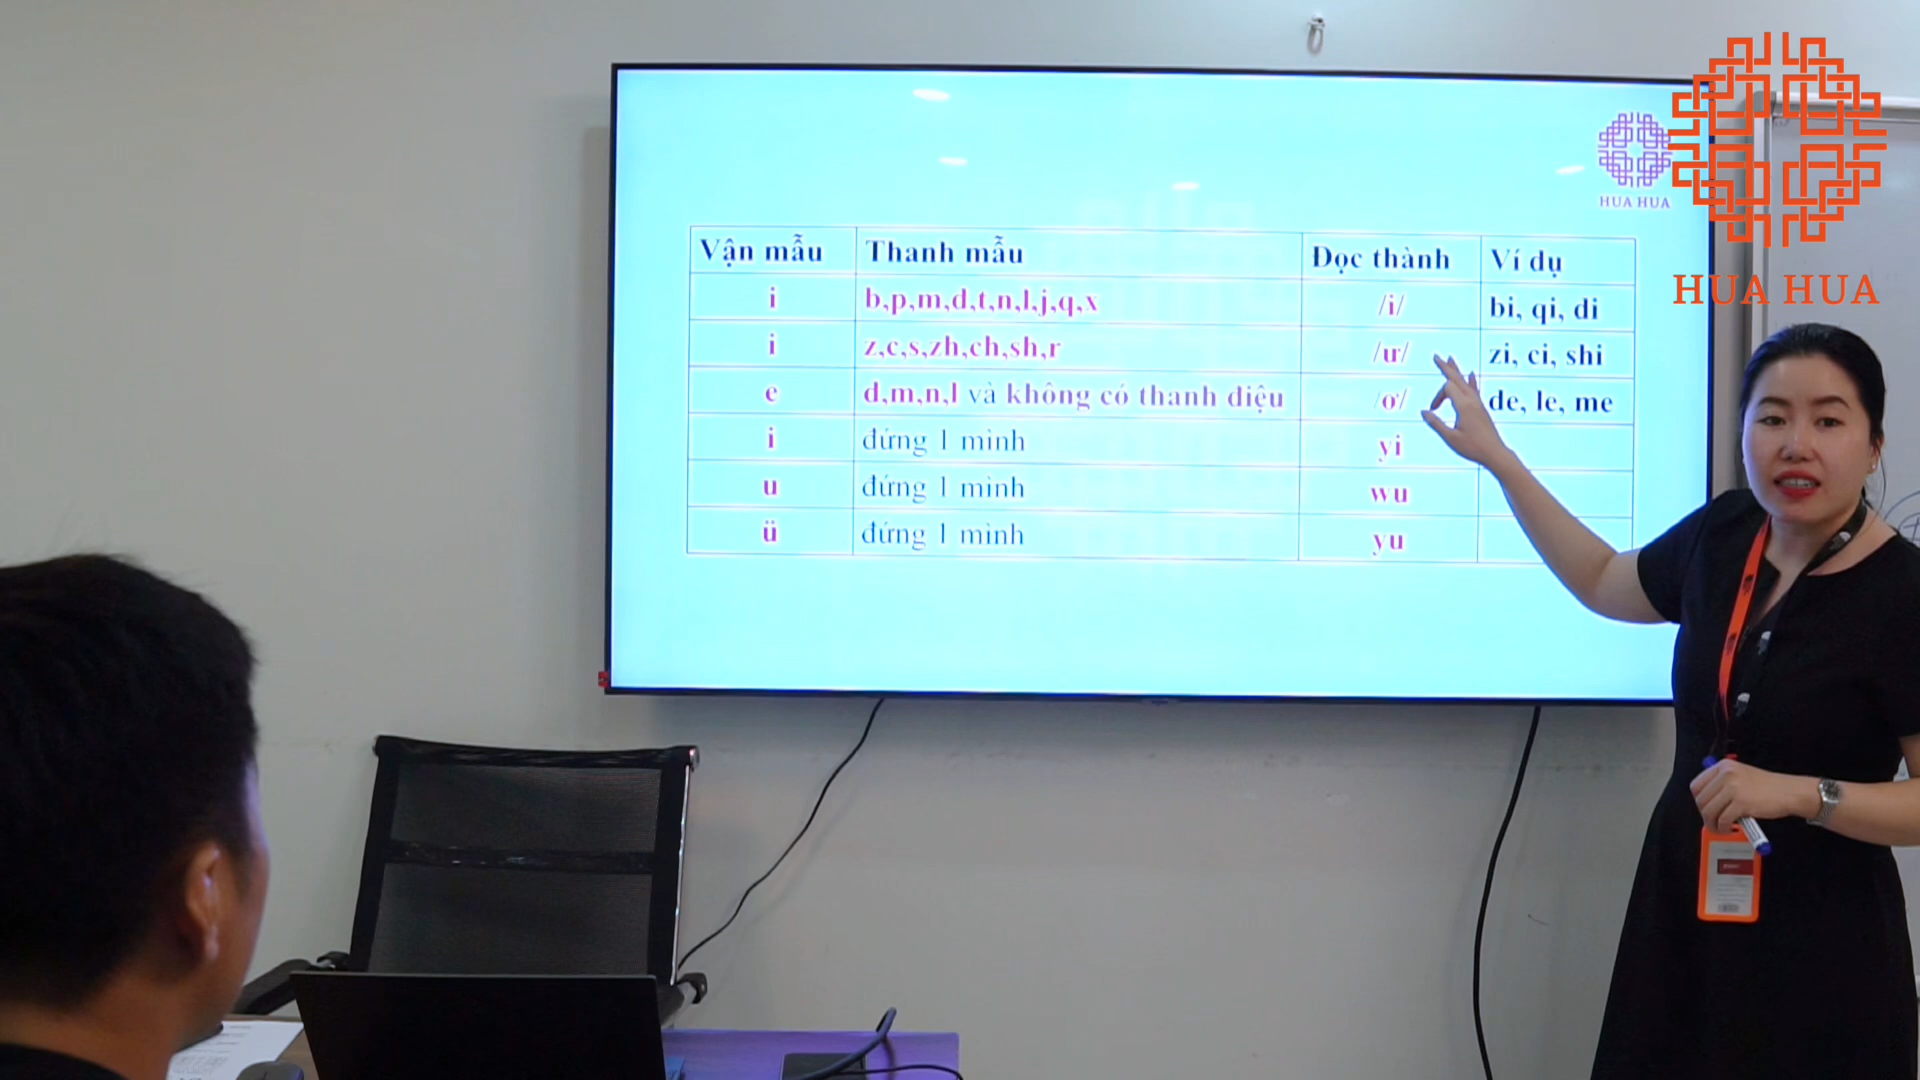 HUA HUA
HUA HUA
Vận mẫu Thanh mẫu Đọc thành Ví dụ
i b,p,m,d,t,n,l,j,q,x /i/ bi, qi, di
i z,c,s,zh,ch,sh,r /ư/ zi, ci, shi
e d,m,n,l và không có thanh điệu /ơ/ de, le, me
i đứng 1 mình yi
u đứng 1 mình wu
ü đứng 1 mình yu